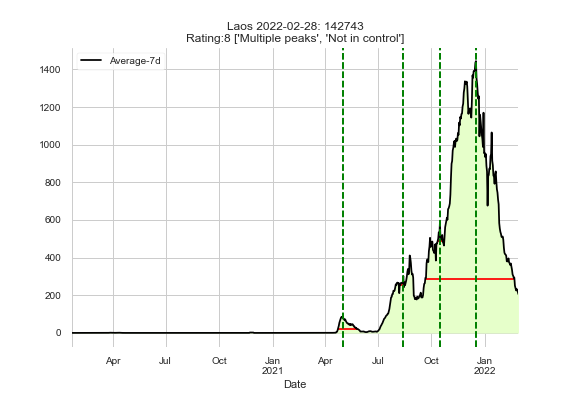 Laos 2022-02-28: 142743
Rating:8 ['Multiple peaks', 'Not in control']
Average-7d
1400
1200
1000
800
600
400
200
0
Apr Jul Oct Jan Apr Jul Oct Jan
2021 2022
Date